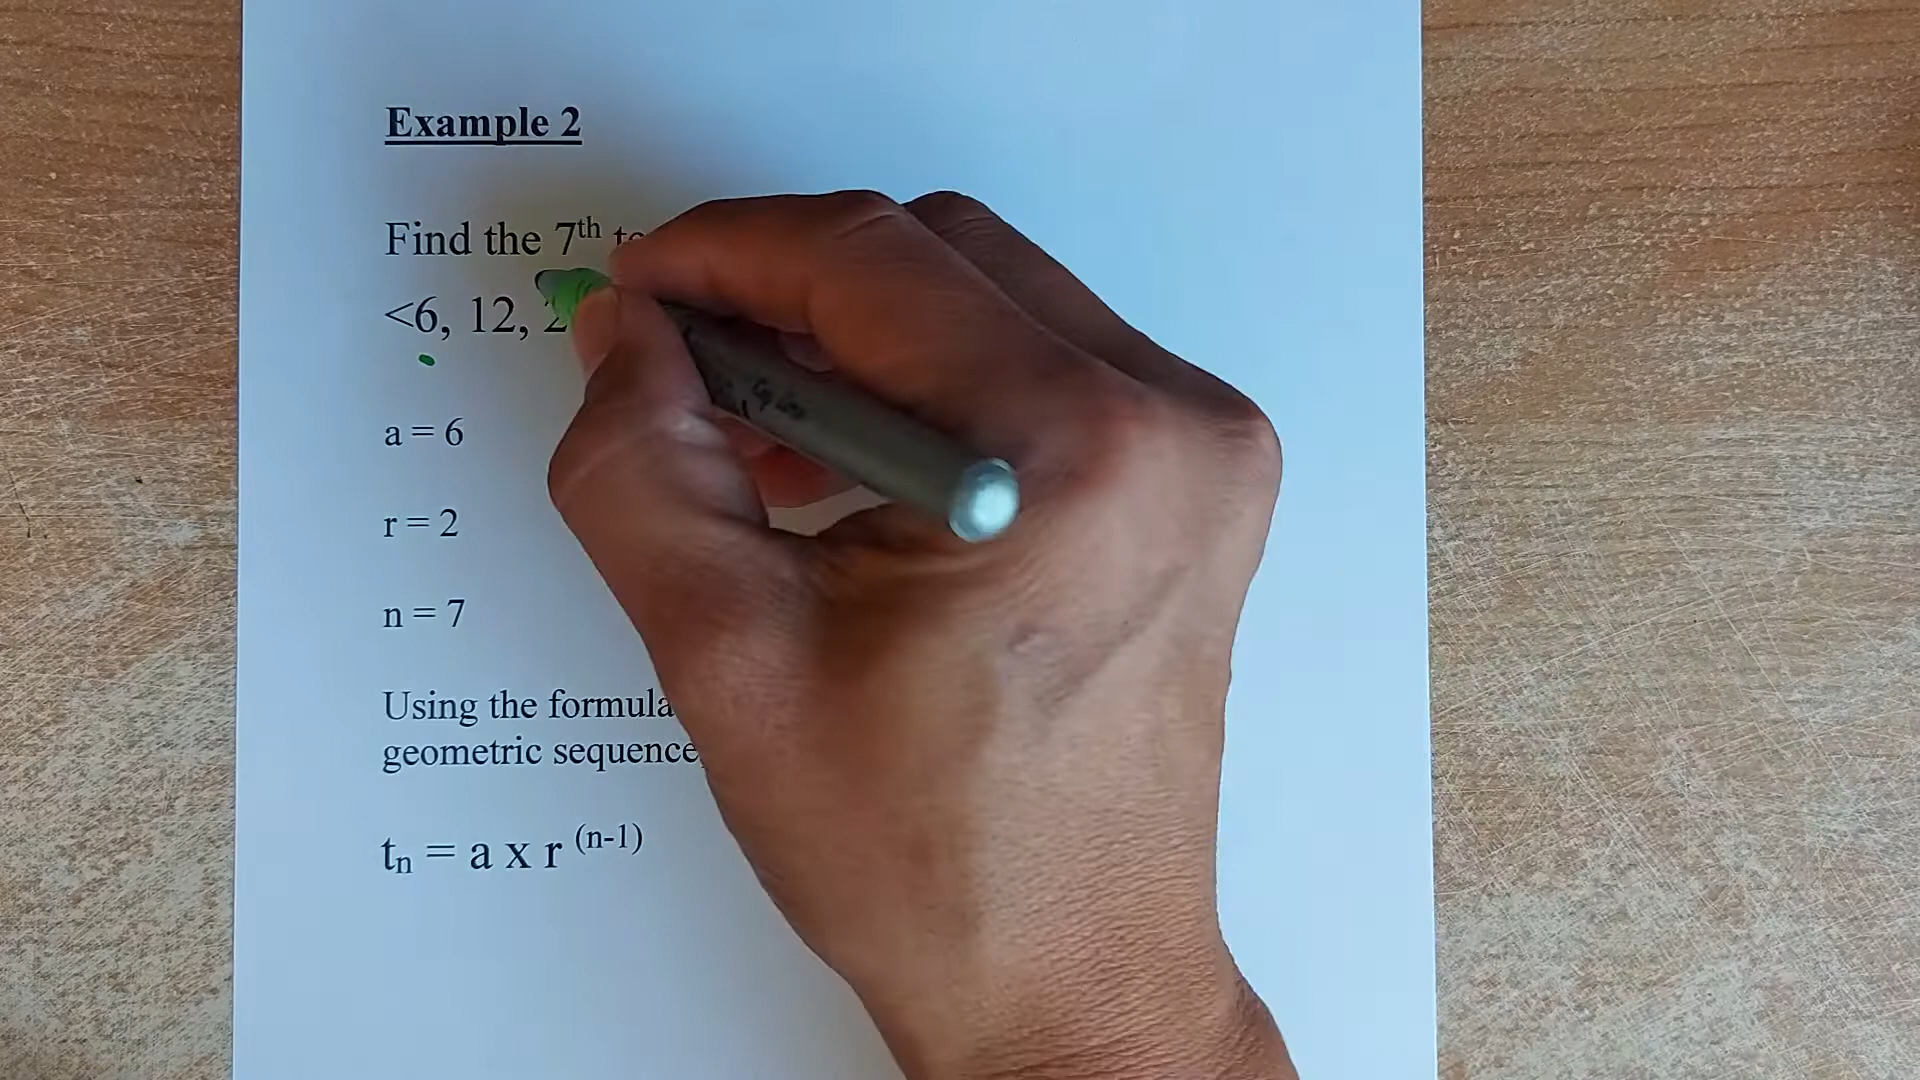 Example 2
Find the 7th
<6, 12,
a = 6
r = 2
n = 7
Using the formula
geometric sequence,
tn = a x r (n-1)